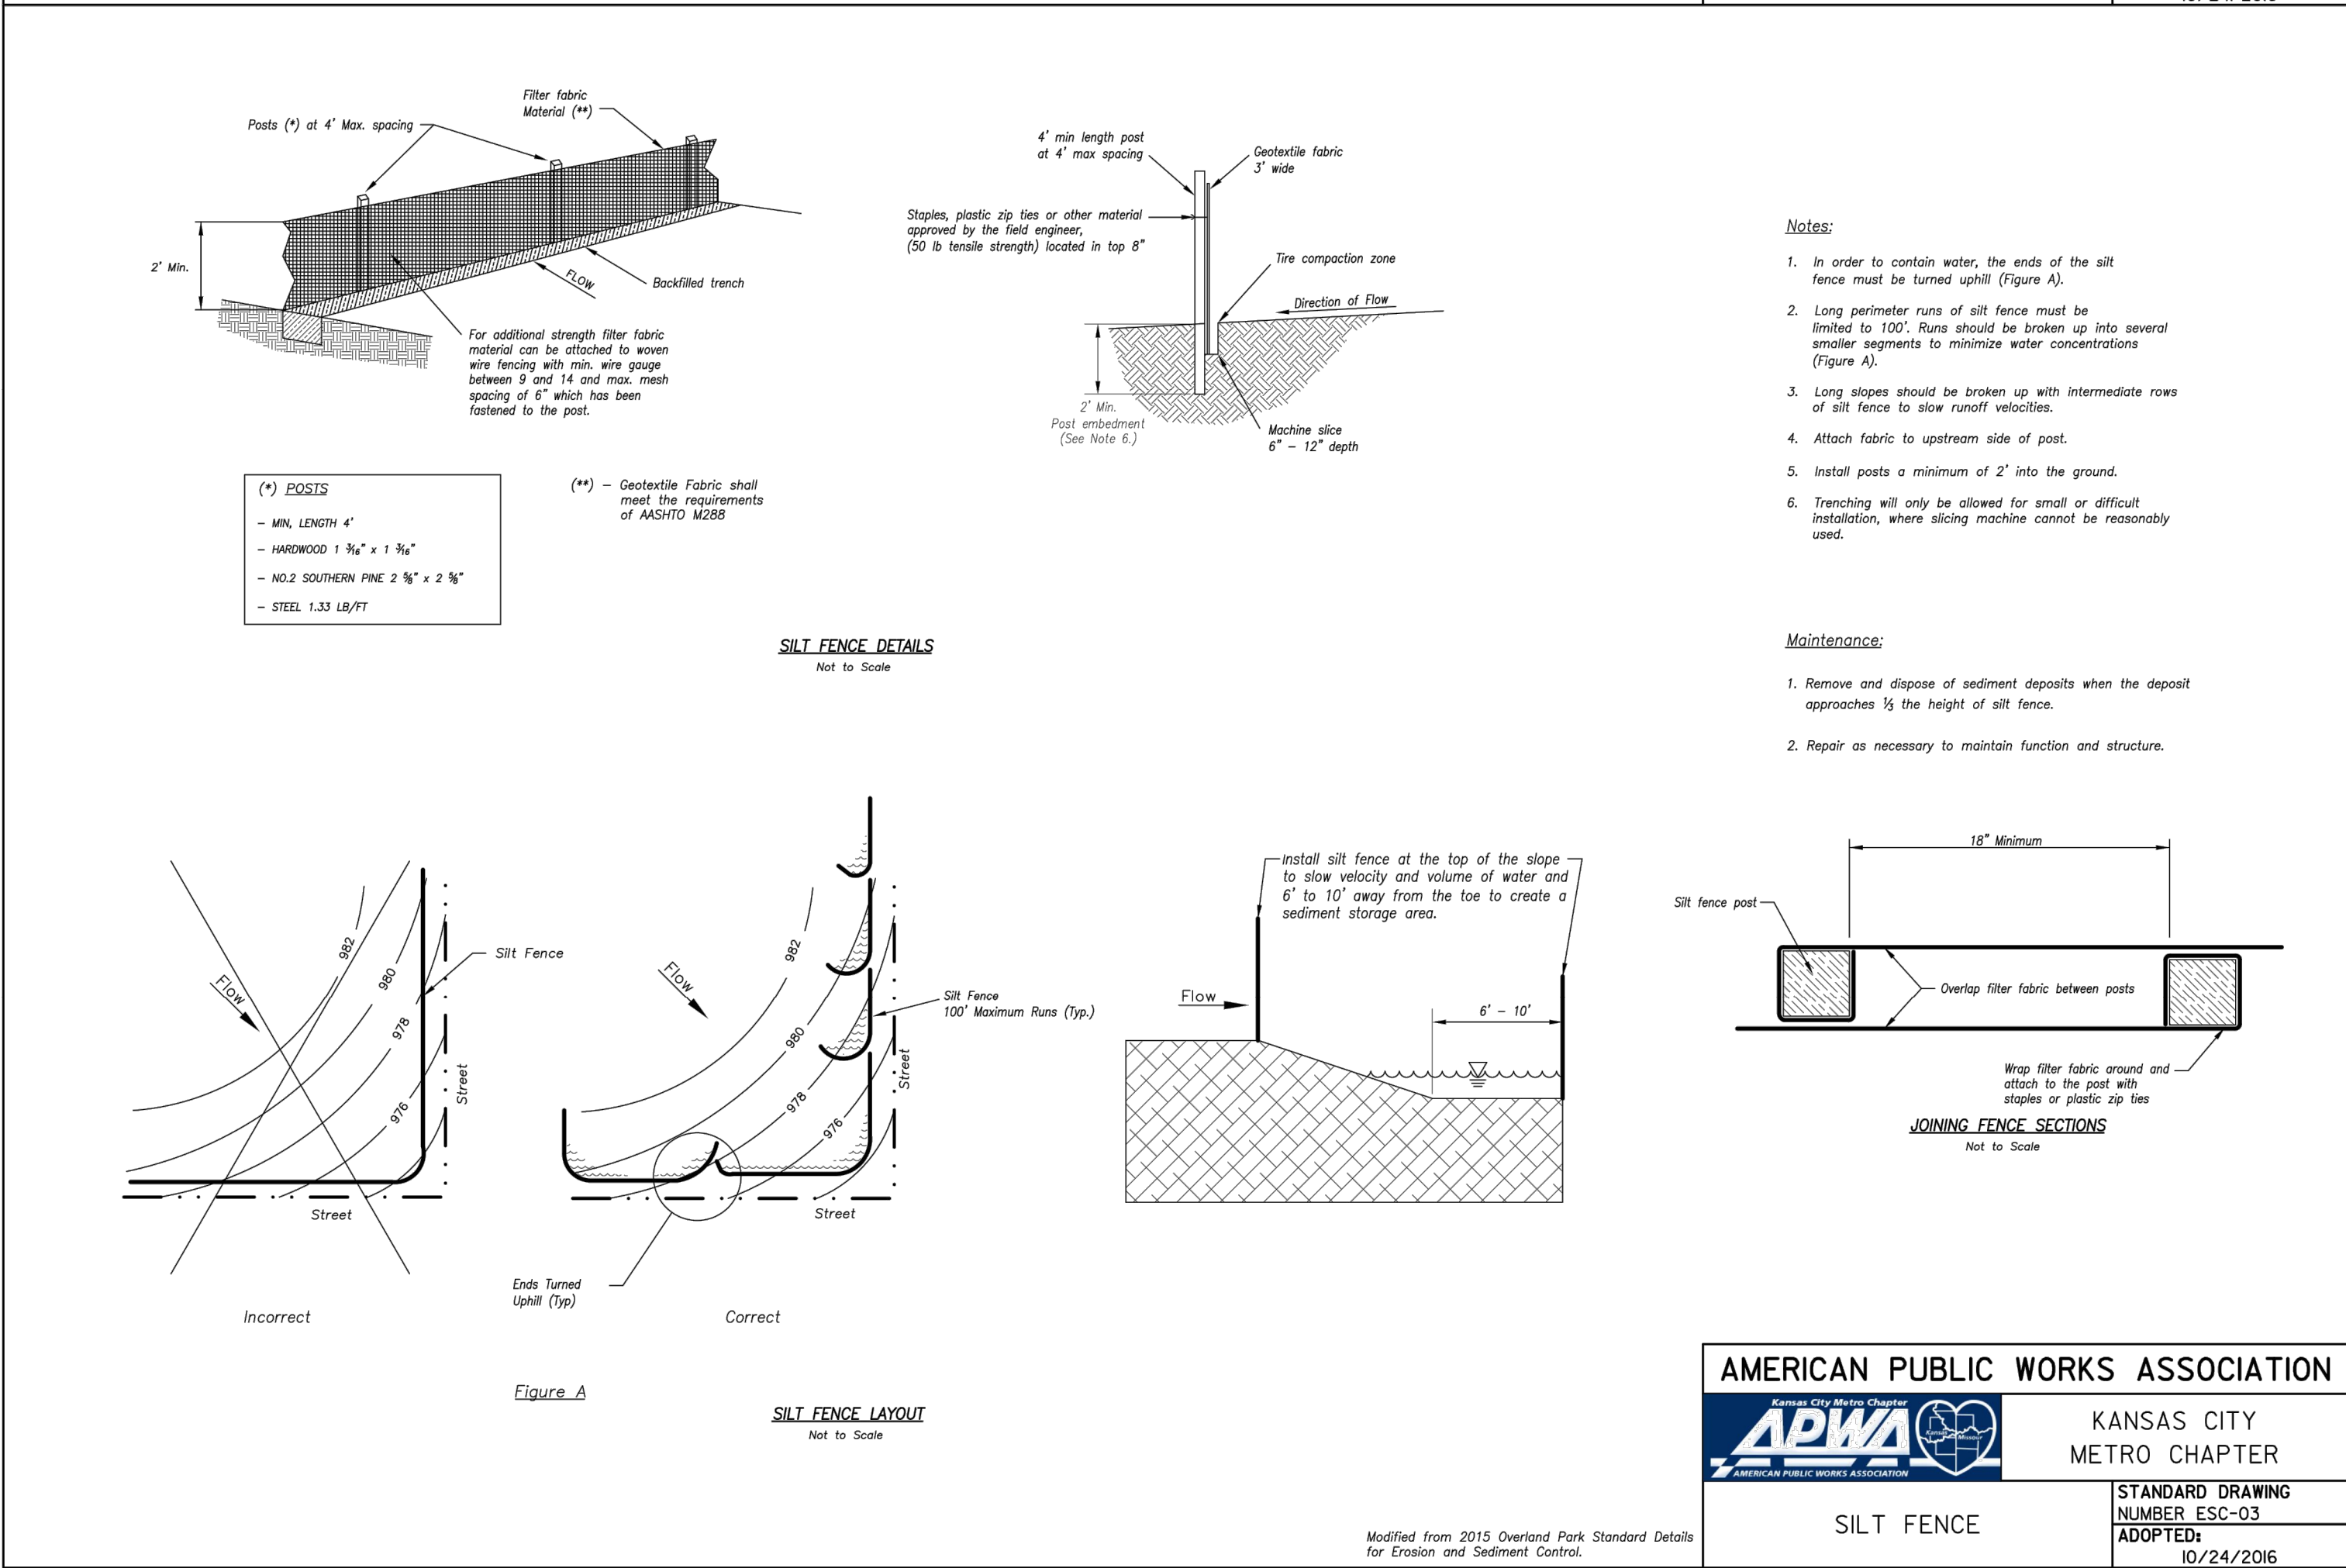 Filter fabric
Material (**)
Posts (*) at 4' Max. spacing
2' Min.
FLOW
Backfilled trench
For additional strength filter fabric
material can be attached to woven
wire fencing with min. wire gauge
between 9 and 14 and max. mesh
spacing of 6" which has been
fastened to the post.
(*) POSTS
- MIN, LENGTH 4'
- HARDWOOD 1 3/16" x 1 3/16"
- NO.2 SOUTHERN PINE 2 5/8" x 2 5/8"
- STEEL 1.33 LB/FT
(**) - Geotextile Fabric shall
meet the requirements
of AASHTO M288
4' min length post
at 4' max spacing
Geotextile fabric
3' wide
Staples, plastic zip ties or other material
approved by the field engineer,
(50 lb tensile strength) located in top 8"
Tire compaction zone
Direction of Flow
2' Min.
Post embedment
(See Note 6.)
Machine slice
6" - 12" depth
SILT FENCE DETAILS
Not to Scale
Notes:
1. In order to contain water, the ends of the silt
fence must be turned uphill (Figure A).
2. Long perimeter runs of silt fence must be
limited to 100'. Runs should be broken up into several
smaller segments to minimize water concentrations
(Figure A).
3. Long slopes should be broken up with intermediate rows
of silt fence to slow runoff velocities.
4. Attach fabric to upstream side of post.
5. Install posts a minimum of 2' into the ground.
6. Trenching will only be allowed for small or difficult
installation, where slicing machine cannot be reasonably
used.
Maintenance:
1. Remove and dispose of sediment deposits when the deposit
approaches 1/3 the height of silt fence.
2. Repair as necessary to maintain function and structure.
982
980
978
976
Flow
Silt Fence
Street
Street
Incorrect
982
980
978
976
Flow
Silt Fence
100' Maximum Runs (Typ.)
Street
Street
Ends Turned
Uphill (Typ)
Correct
Figure A
SILT FENCE LAYOUT
Not to Scale
Install silt fence at the top of the slope
to slow velocity and volume of water and
6' to 10' away from the toe to create a
sediment storage area.
Flow
6' - 10'
18" Minimum
Silt fence post
Overlap filter fabric between posts
Wrap filter fabric around and
attach to the post with
staples or plastic zip ties
JOINING FENCE SECTIONS
Not to Scale
Modified from 2015 Overland Park Standard Details
for Erosion and Sediment Control.
AMERICAN PUBLIC WORKS ASSOCIATION
Kansas City Metro Chapter
APWA
Kansas
Missouri
AMERICAN PUBLIC WORKS ASSOCIATION
KANSAS CITY
METRO CHAPTER
SILT FENCE
STANDARD DRAWING
NUMBER ESC-03
ADOPTED:
10/24/2016